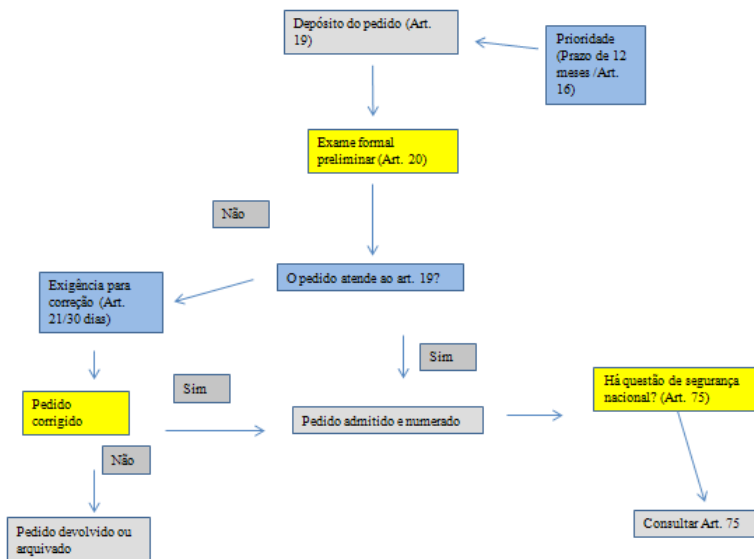 Depósito do pedido (Art.
19)
Prioridade
(Prazo de 12
meses /Art.
16)
Exame formal
preliminar (Art. 20)
Não
O pedido atende ao art. 19?
Exigência para
correção (Art.
21/30 dias)
Sim
Sim
Há questão de segurança
nacional? (Art. 75)
Pedido
corrigido
Pedido admitido e numerado
Não
Pedido devolvido ou
arquivado
Consultar Art. 75